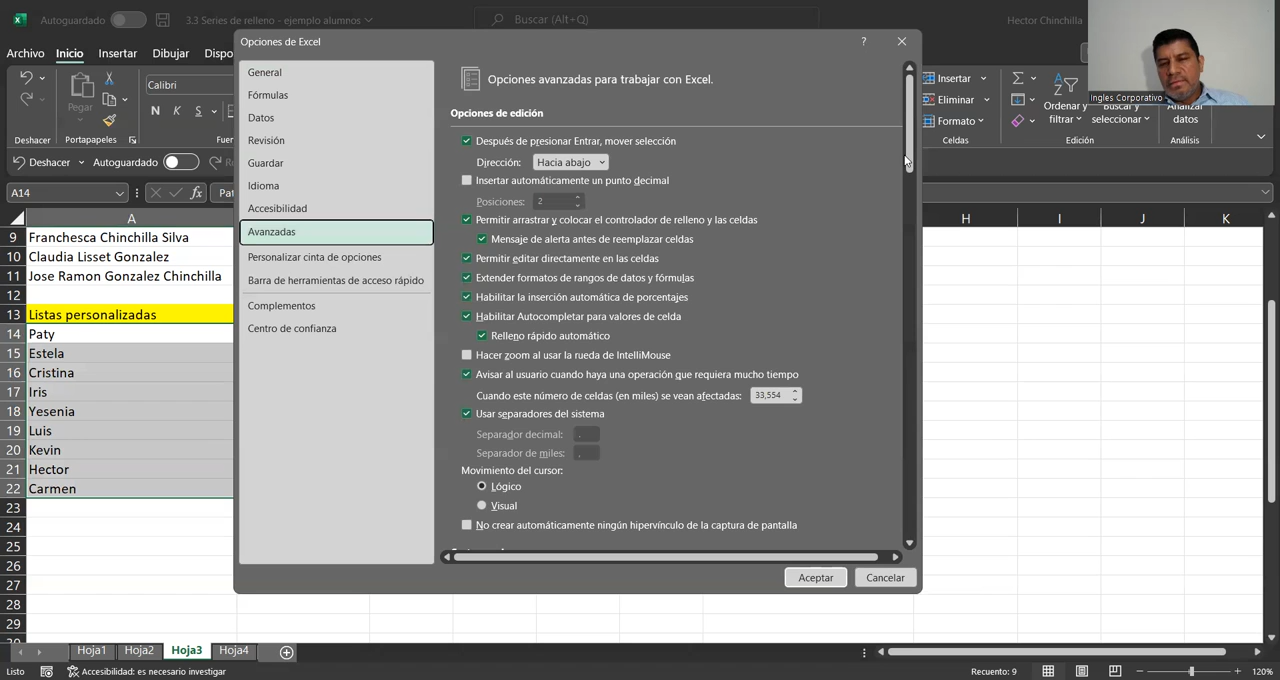 Autoguardado
3.3 Series de relleno - ejemplo alumnos
Buscar (Alt+Q)
Hector Chinchilla
Archivo
Inicio
Insertar
Dibujar
Dispo
Pegar
Calibri
N K S
Deshacer
Portapapeles
Fuer
Insertar
Eliminar
Formato
Celdas
Ordenar y
filtrar
Buscar y
seleccionar
Edición
Analizar
datos
Análisis
Ingles Corporativo
Deshacer
Autoguardado
A14
fx
A
H
I
J
K
9 Franchesca Chinchilla Silva
10 Claudia Lisset Gonzalez
11 Jose Ramon Gonzalez Chinchilla
12
13 Listas personalizadas
14 Paty
15 Estela
16 Cristina
17 Iris
18 Yesenia
19 Luis
20 Kevin
21 Hector
22 Carmen
23
24
25
26
27
28
29
Opciones de Excel
?
General
Fórmulas
Datos
Revisión
Guardar
Idioma
Accesibilidad
Avanzadas
Personalizar cinta de opciones
Barra de herramientas de acceso rápido
Complementos
Centro de confianza
Opciones avanzadas para trabajar con Excel.
Opciones de edición
Después de presionar Entrar, mover selección
Dirección: Hacia abajo
Insertar automáticamente un punto decimal
Posiciones: 2
Permitir arrastrar y colocar el controlador de relleno y las celdas
Mensaje de alerta antes de reemplazar celdas
Permitir editar directamente en las celdas
Extender formatos de rangos de datos y fórmulas
Habilitar la inserción automática de porcentajes
Habilitar Autocompletar para valores de celda
Relleno rápido automático
Hacer zoom al usar la rueda de IntelliMouse
Avisar al usuario cuando haya una operación que requiera mucho tiempo
Cuando este número de celdas (en miles) se vean afectadas: 33,554
Usar separadores del sistema
Separador decimal: .
Separador de miles: ,
Movimiento del cursor:
Lógico
Visual
No crear automáticamente ningún hipervínculo de la captura de pantalla
Aceptar
Cancelar
Hoja1
Hoja2
Hoja3
Hoja4
Listo
Accesibilidad: es necesario investigar
Recuento: 9
120%